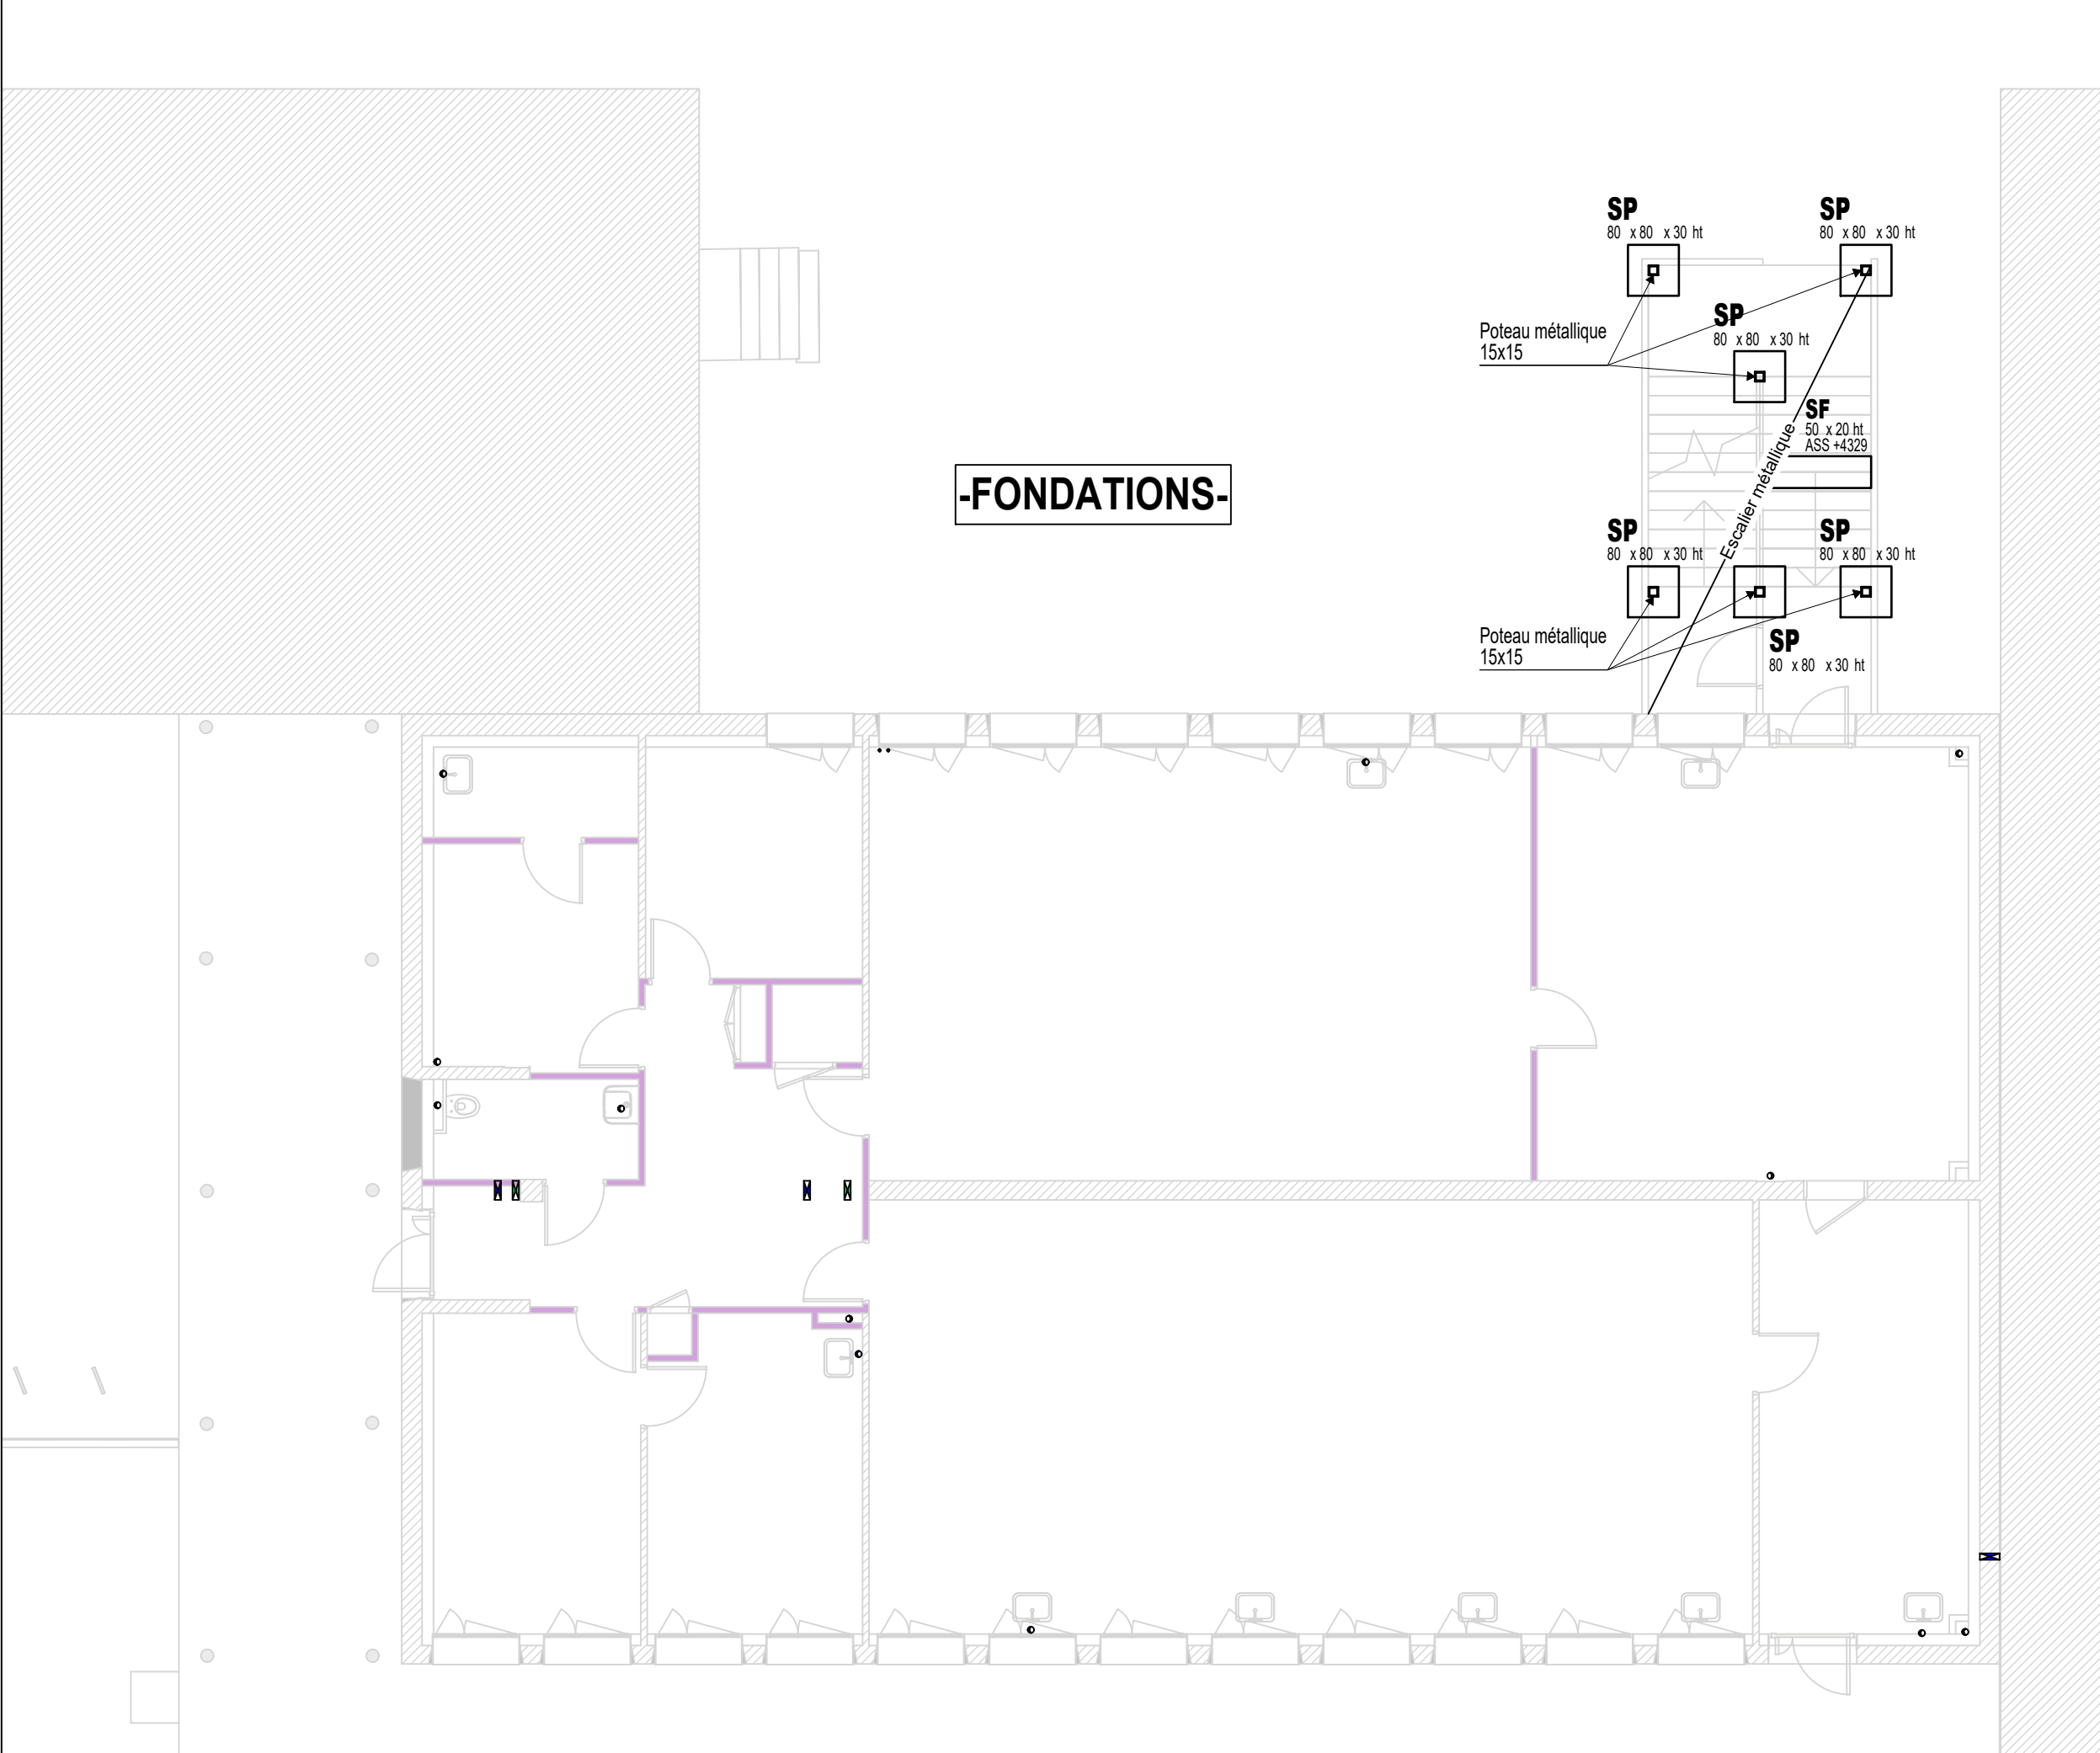 SP
80 x 80 x 30 ht
SP
80 x 80 x 30 ht
SP
80 x 80 x 30 ht
Poteau métallique
15x15
SF
50 x 20 ht
ASS +4329
Escalier métallique
-FONDATIONS-
SP
80 x 80 x 30 ht
SP
80 x 80 x 30 ht
Poteau métallique
15x15
SP
80 x 80 x 30 ht